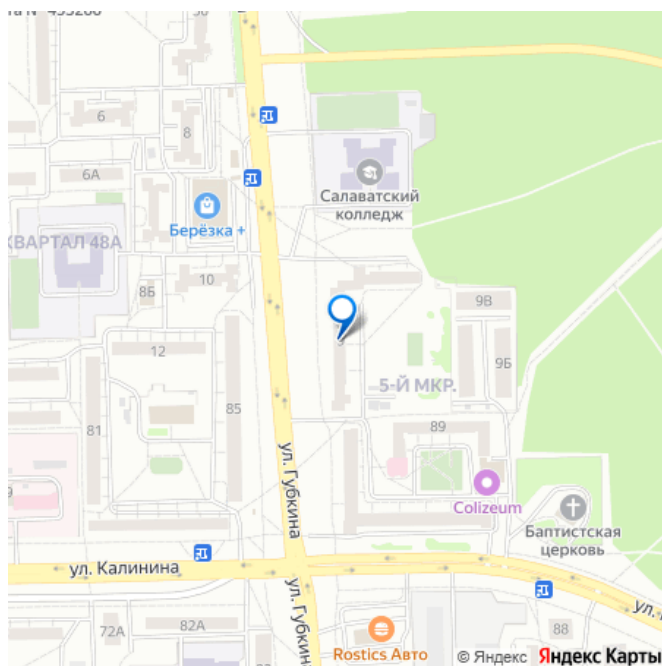 6
8
6А
Салаватский
колледж
Берёзка +
КВАРТАЛ 48А
10
8Б
9В
9
12
9Б
5-Й МКР.
85
81
89
ул. Губкина
Colizeum
Баптистская
церковь
ул. Калинина
ул. Губкина
ул.
72А
82А
88
Rostics Авто
© Яндекс Яндекс Карты